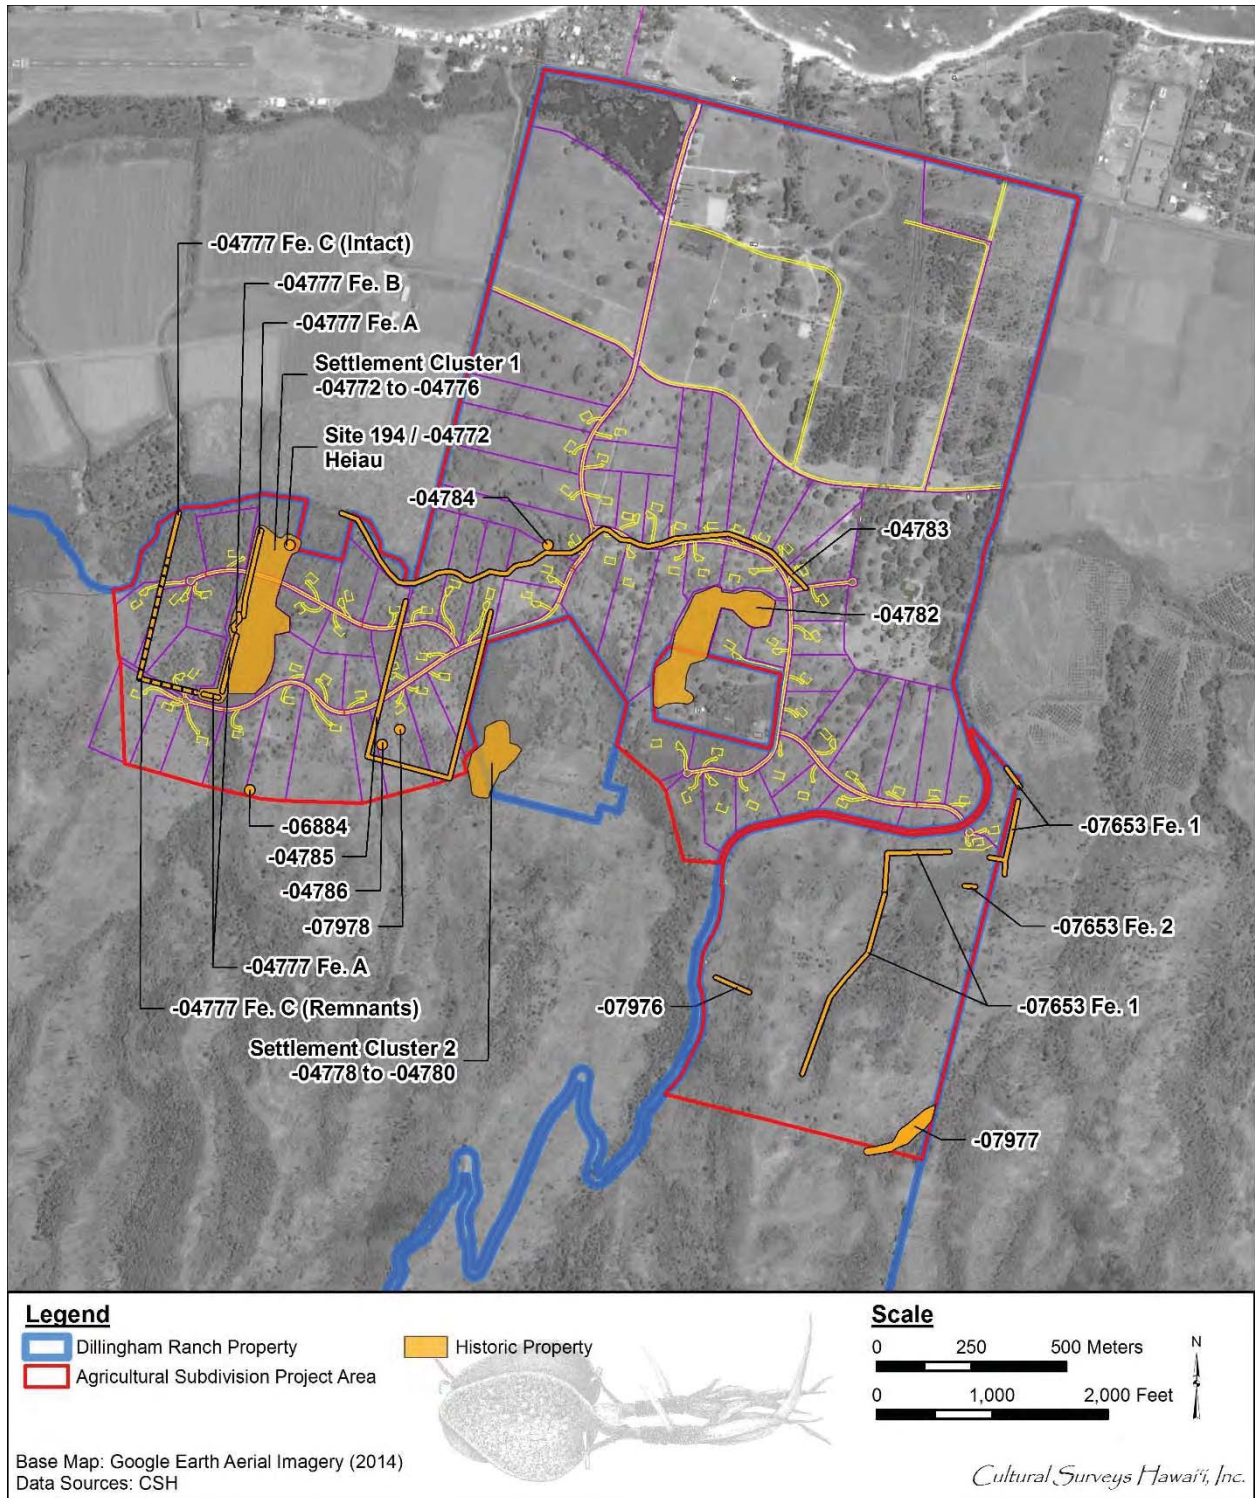 -04777 Fe. C (Intact)
-04777 Fe. B
-04777 Fe. A
Settlement Cluster 1
-04772 to -04776
Site 194 / -04772
Heiau
-04784
-04783
-04782
-06884
-04785
-04786
-07978
-04777 Fe. A
-04777 Fe. C (Remnants)
Settlement Cluster 2
-04778 to -04780
-07653 Fe. 1
-07653 Fe. 2
-07976
-07653 Fe. 1
-07977
Legend
Dillingham Ranch Property
Agricultural Subdivision Project Area
Historic Property
Scale
0 250 500 Meters
0 1,000 2,000 Feet
N
Base Map: Google Earth Aerial Imagery (2014)
Data Sources: CSH
Cultural Surveys Hawai‘i, Inc.